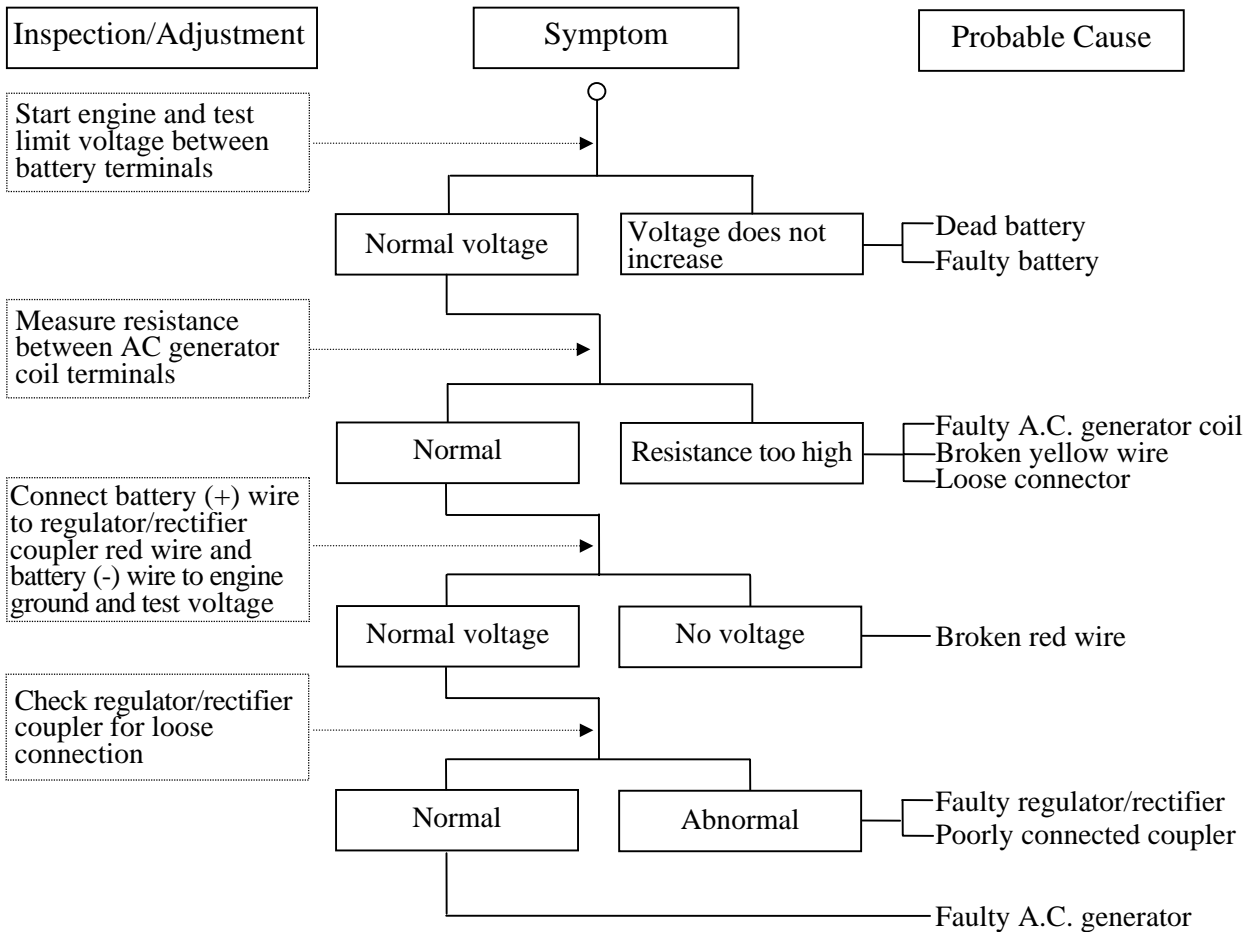 Inspection/Adjustment
Symptom
Probable Cause
Start engine and test
limit voltage between
battery terminals
Normal voltage
Voltage does not
increase
Dead battery
Faulty battery
Measure resistance
between AC generator
coil terminals
Normal
Resistance too high
Faulty A.C. generator coil
Broken yellow wire
Loose connector
Connect battery (+) wire
to regulator/rectifier
coupler red wire and
battery (-) wire to engine
ground and test voltage
Normal voltage
No voltage
Broken red wire
Check regulator/rectifier
coupler for loose
connection
Normal
Abnormal
Faulty regulator/rectifier
Poorly connected coupler
Faulty A.C. generator